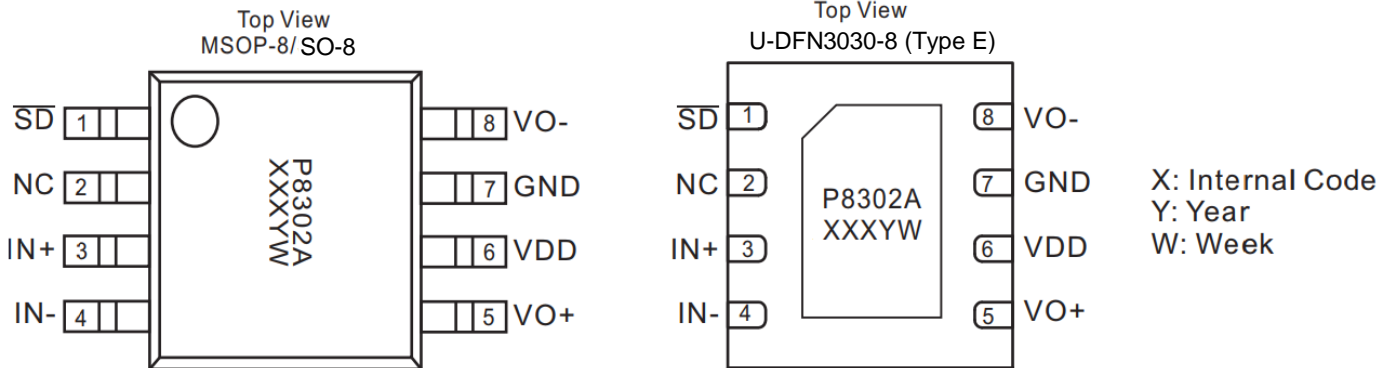 Top View
MSOP-8/ SO-8
S̅D̅ 1
8 VO-
NC 2
7 GND
IN+ 3
6 VDD
IN- 4
5 VO+
P8302A
XXXYW
Top View
U-DFN3030-8 (Type E)
S̅D̅ 1
8 VO-
NC 2
7 GND
IN+ 3
6 VDD
IN- 4
5 VO+
P8302A
XXXYW
X: Internal Code
Y: Year
W: Week